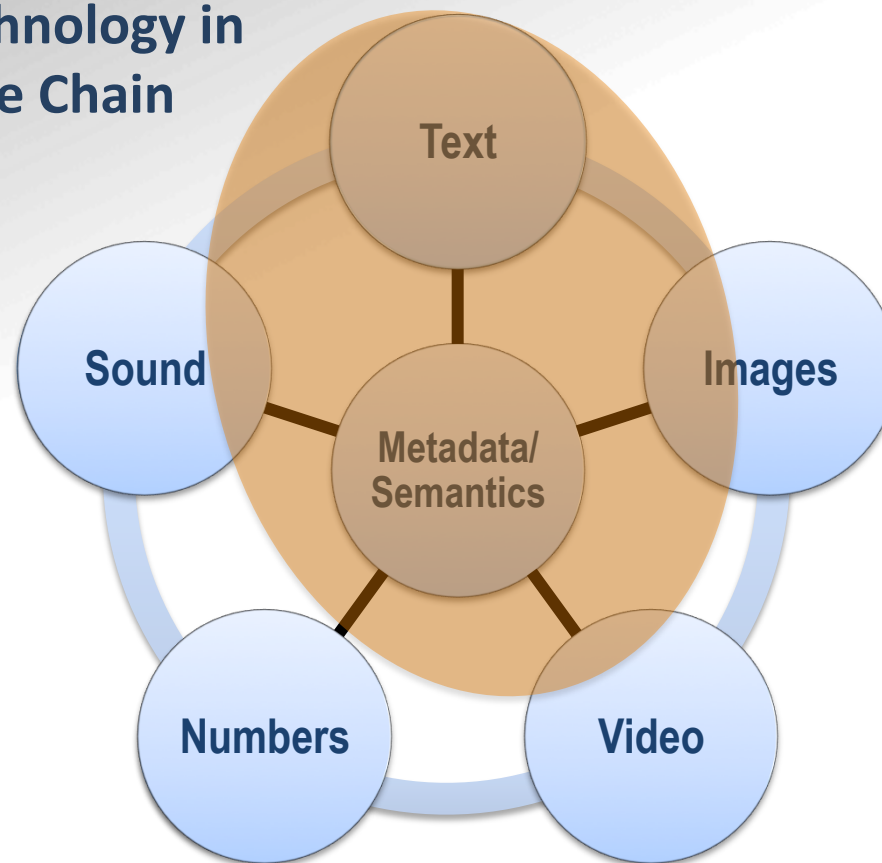 hnology in
e Chain
Text
Sound
Images
Metadata/
Semantics
Numbers
Video